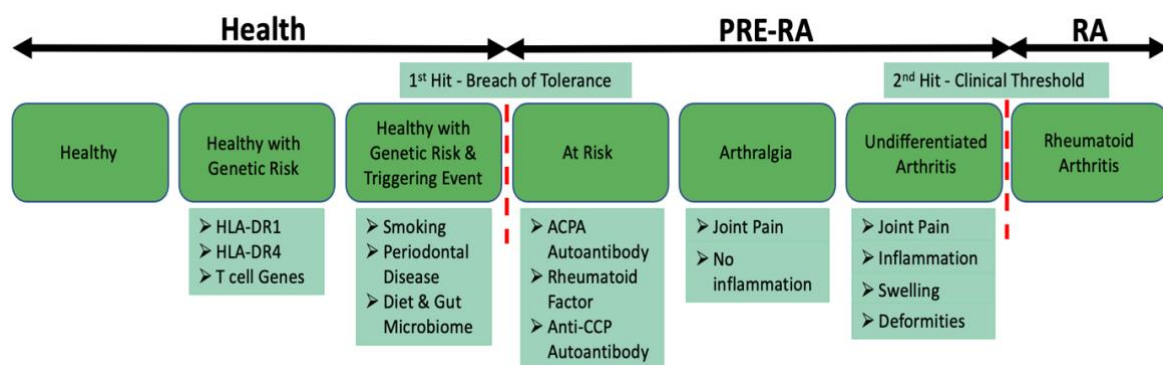 Health PRE-RA RA
1st Hit - Breach of Tolerance 2nd Hit - Clinical Threshold
Healthy
Healthy with
Genetic Risk
Healthy with
Genetic Risk &
Triggering Event
At Risk
Arthralgia
Undifferentiated
Arthritis
Rheumatoid
Arthritis
➢ HLA-DR1
➢ HLA-DR4
➢ T cell Genes
➢ Smoking
➢ Periodontal
Disease
➢ Diet & Gut
Microbiome
➢ ACPA
Autoantibody
➢ Rheumatoid
Factor
➢ Anti-CCP
Autoantibody
➢ Joint Pain
➢ No
inflammation
➢ Joint Pain
➢ Inflammation
➢ Swelling
➢ Deformities